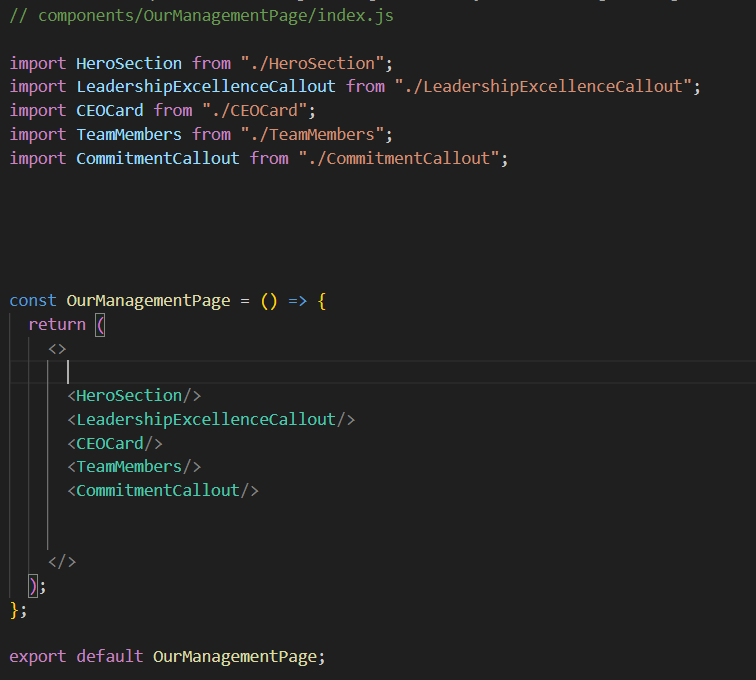 // components/OurManagementPage/index.js
import HeroSection from "./HeroSection";
import LeadershipExcellenceCallout from "./LeadershipExcellenceCallout";
import CEOCard from "./CEOCard";
import TeamMembers from "./TeamMembers";
import CommitmentCallout from "./CommitmentCallout";
const OurManagementPage = () => {
return (
<>
<HeroSection/>
<LeadershipExcellenceCallout/>
<CEOCard/>
<TeamMembers/>
<CommitmentCallout/>
</>
);
};
export default OurManagementPage;